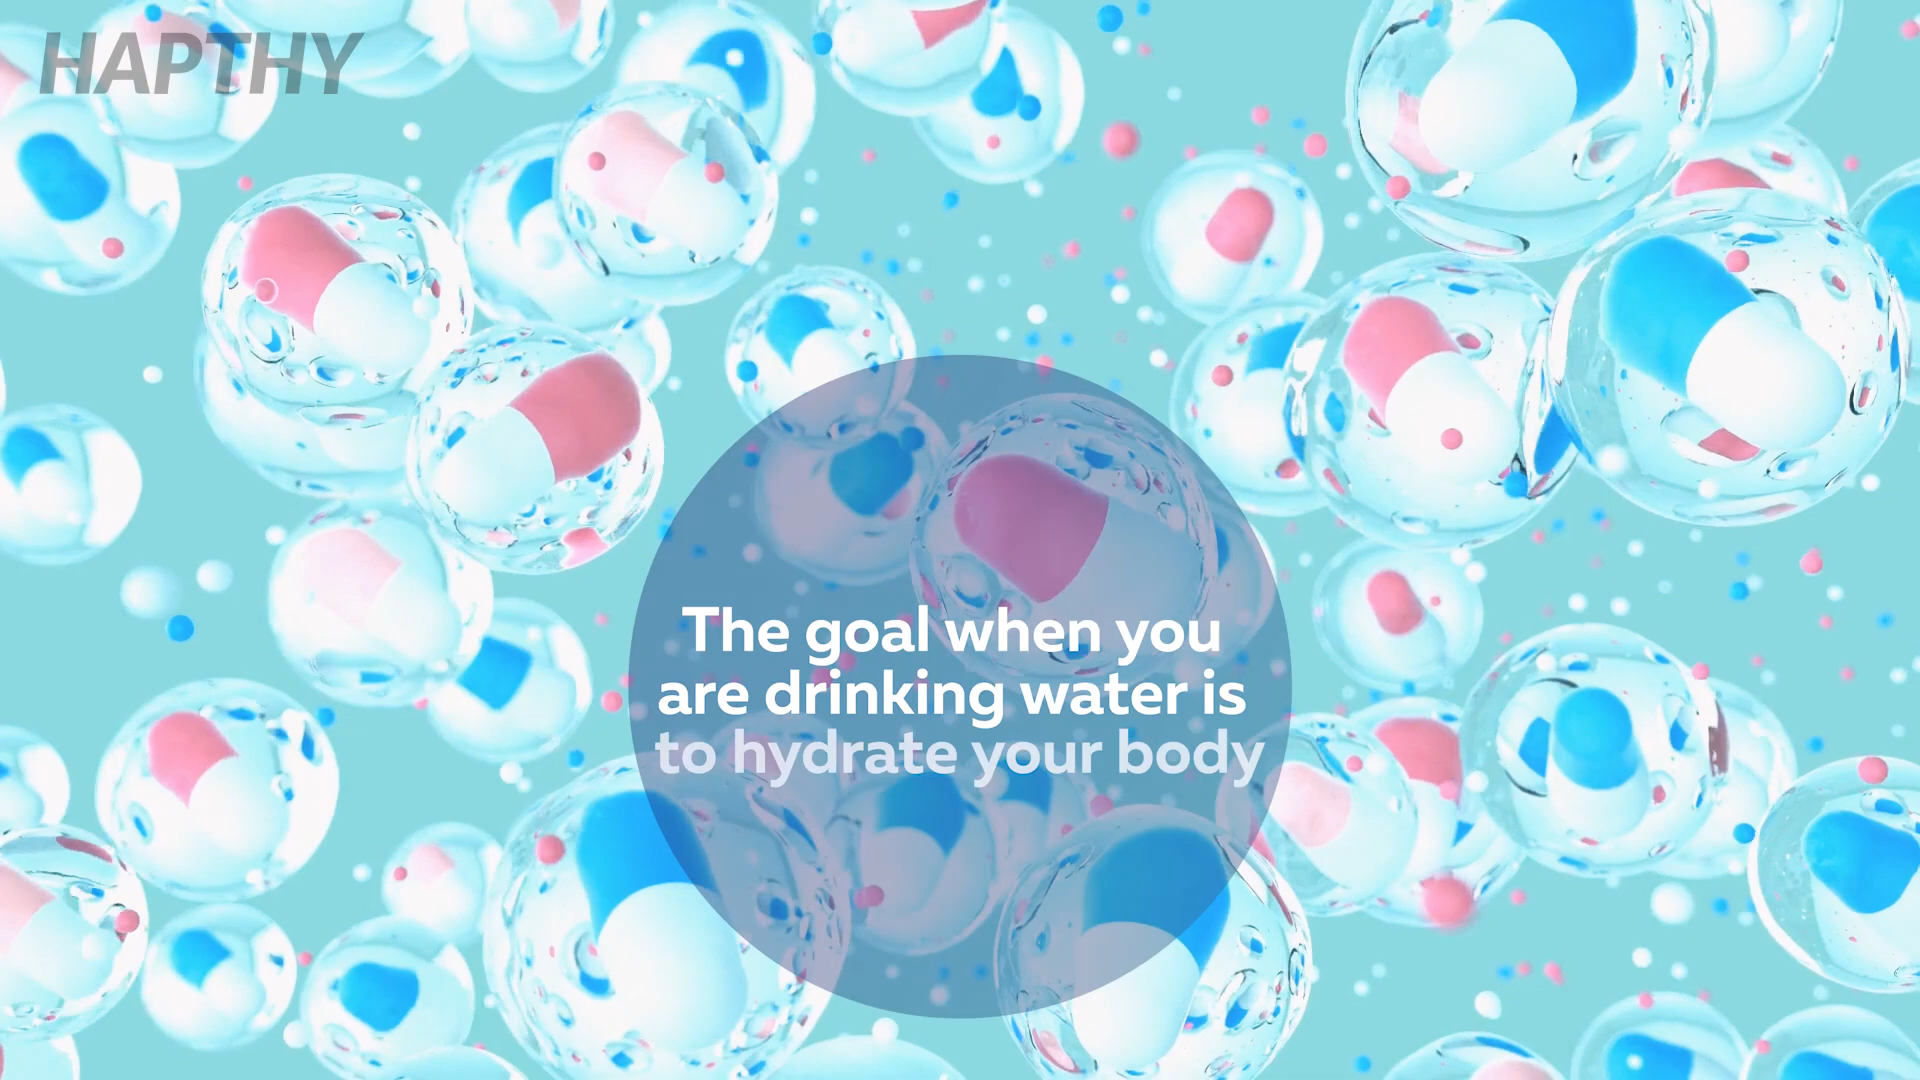 HAPTHY
The goal when you
are drinking water is
to hydrate your body